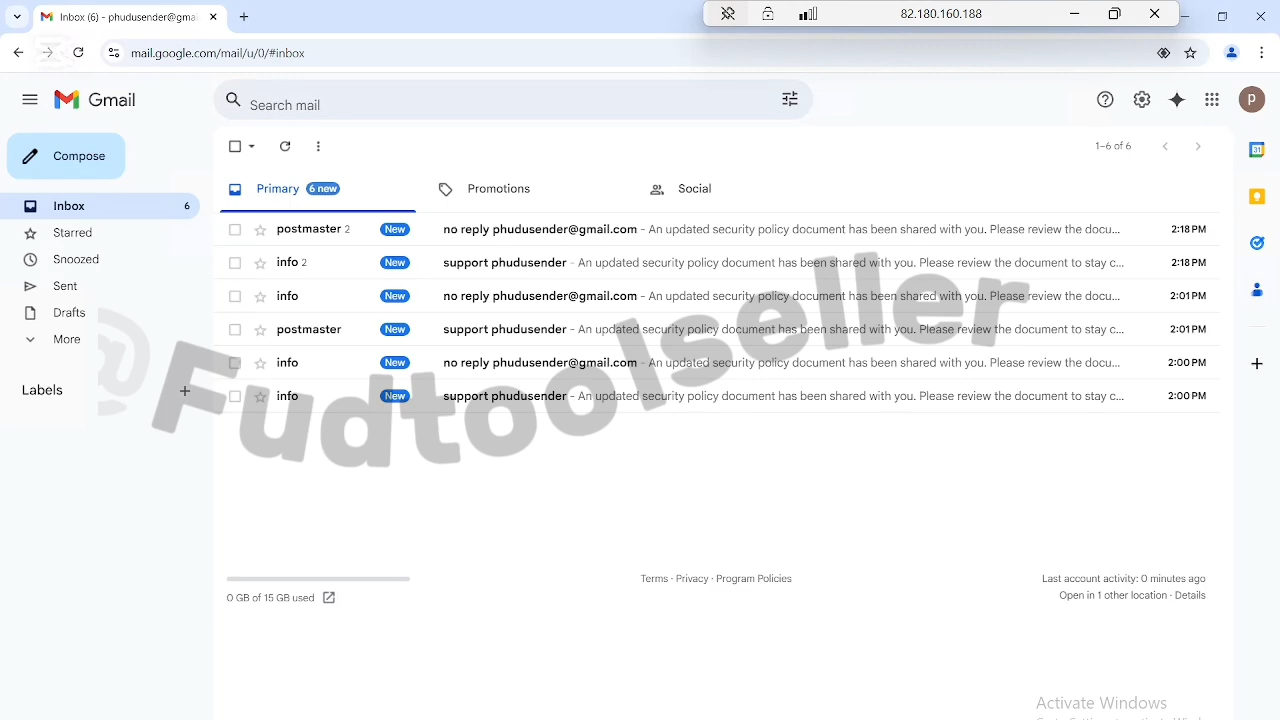 Inbox (6) - phudusender@gma
82.180.160.188
mail.google.com/mail/u/0/#inbox
Gmail
Search mail
P
Compose
1–6 of 6
Primary 6 new
Promotions
Social
Inbox 6
Starred
Snoozed
Sent
Drafts
More
Labels
postmaster 2 New no reply phudusender@gmail.com - An updated security policy document has been shared with you. Please review the docu... 2:18 PM
info 2 New support phudusender - An updated security policy document has been shared with you. Please review the document to stay c... 2:18 PM
info New no reply phudusender@gmail.com - An updated security policy document has been shared with you. Please review the docu... 2:01 PM
postmaster New support phudusender - An updated security policy document has been shared with you. Please review the document to stay c... 2:01 PM
info New no reply phudusender@gmail.com - An updated security policy document has been shared with you. Please review the docu... 2:00 PM
info New support phudusender - An updated security policy document has been shared with you. Please review the document to stay c... 2:00 PM
@Fudtoolseller
0 GB of 15 GB used
Terms · Privacy · Program Policies
Last account activity: 0 minutes ago
Open in 1 other location · Details
Activate Windows